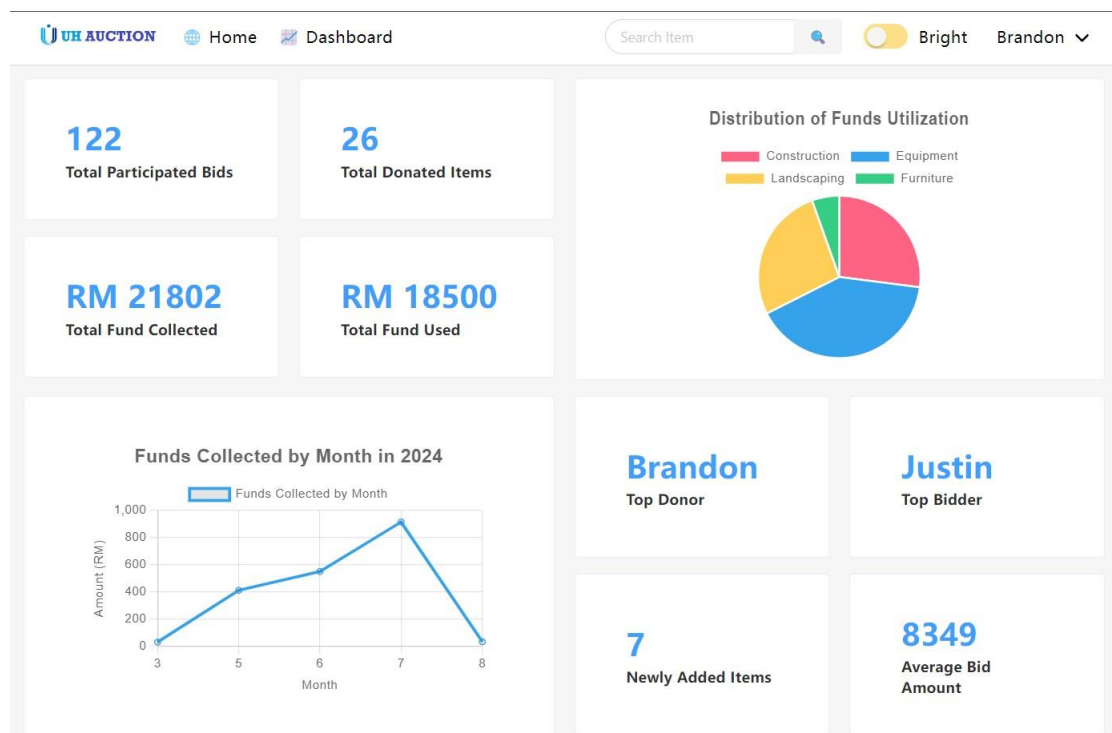 UH AUCTION
Home
Dashboard
Search Item
Bright
Brandon
122
Total Participated Bids
26
Total Donated Items
RM 21802
Total Fund Collected
RM 18500
Total Fund Used
Distribution of Funds Utilization
Construction
Equipment
Landscaping
Furniture
Funds Collected by Month in 2024
Funds Collected by Month
Amount (RM)
1,000
800
600
400
200
0
3
5
6
7
8
Month
Brandon
Top Donor
Justin
Top Bidder
7
Newly Added Items
8349
Average Bid
Amount